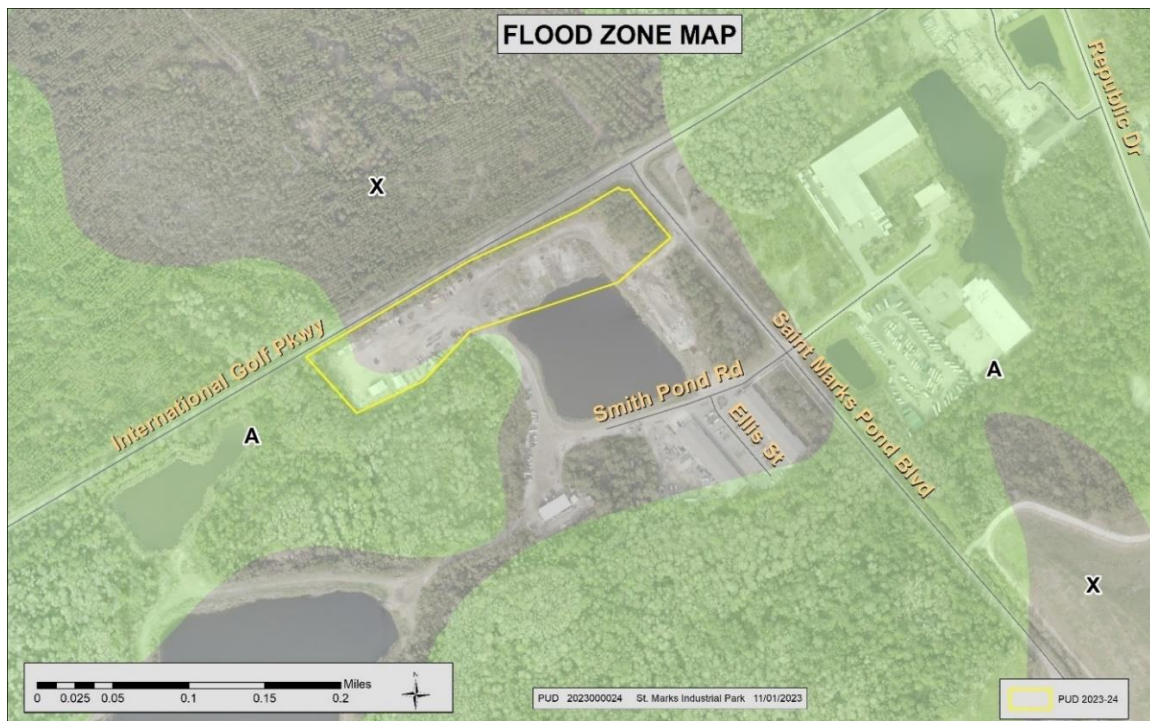 FLOOD ZONE MAP
Republic Dr
X
International Golf Pkwy
Saint Marks Pond Blvd
A
Smith Pond Rd
Ellis St
A
X
Miles
0 0.025 0.05 0.1 0.15 0.2
N
PUD 2023000024 St. Marks Industrial Park 11/01/2023
PUD 2023-24